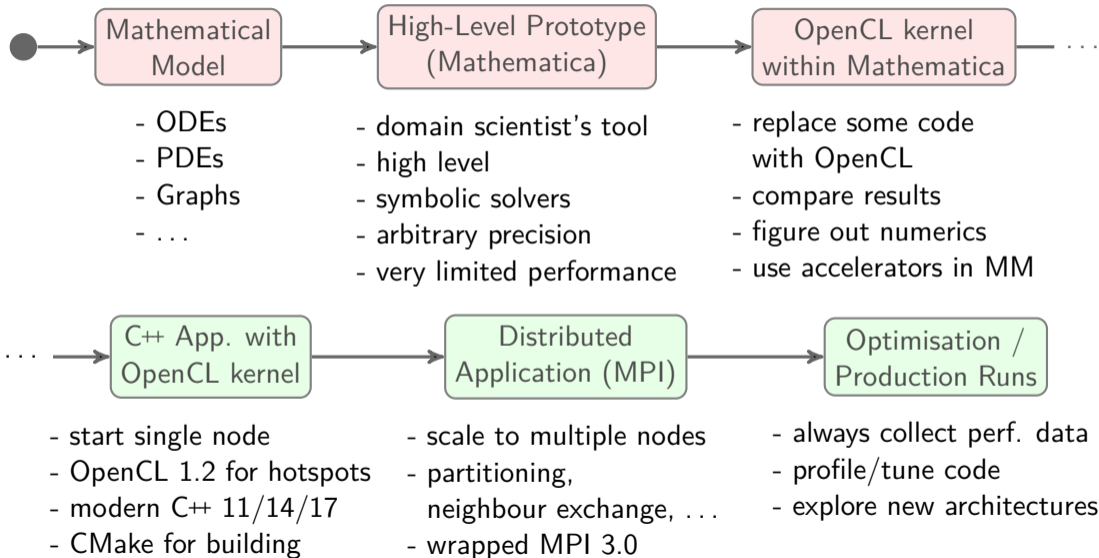 Mathematical
Model
High-Level Prototype
(Mathematica)
OpenCL kernel
within Mathematica
...
- ODEs
- PDEs
- Graphs
- ...
- domain scientist's tool
- high level
- symbolic solvers
- arbitrary precision
- very limited performance
- replace some code
with OpenCL
- compare results
- figure out numerics
- use accelerators in MM
...
C++ App. with
OpenCL kernel
Distributed
Application (MPI)
Optimisation /
Production Runs
- start single node
- OpenCL 1.2 for hotspots
- modern C++ 11/14/17
- CMake for building
- scale to multiple nodes
- partitioning,
neighbour exchange, ...
- wrapped MPI 3.0
- always collect perf. data
- profile/tune code
- explore new architectures